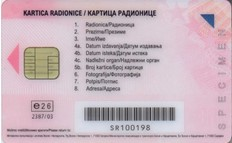 KARTICA RADIONICE / КАРТИЦА РАДИОНИЦЕ
1. Radionica/Радионица
2. Prezime/Презиме
3. Ime/Име
4a. Datum izdavanja/Датум издавања
4b. Datum isteka/Датум истека
4c. Nadležni organ/Надлежни орган
5b. Broj kartice/Број картице
6. Fotografija/Фотографија
7. Potpis/Потпис
8. Adresa/Адреса
SPECIMEN
e26
SR100198